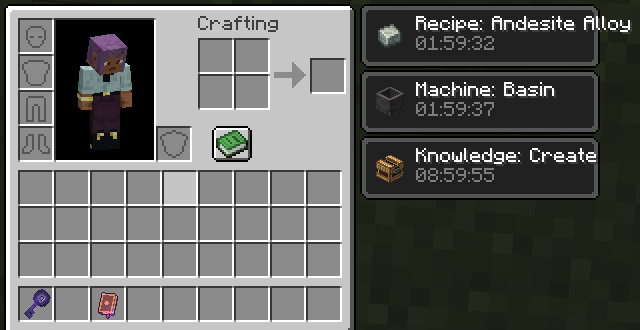 Crafting
Recipe: Andesite Alloy
01:59:32
Machine: Basin
01:59:37
Knowledge: Create
08:59:55